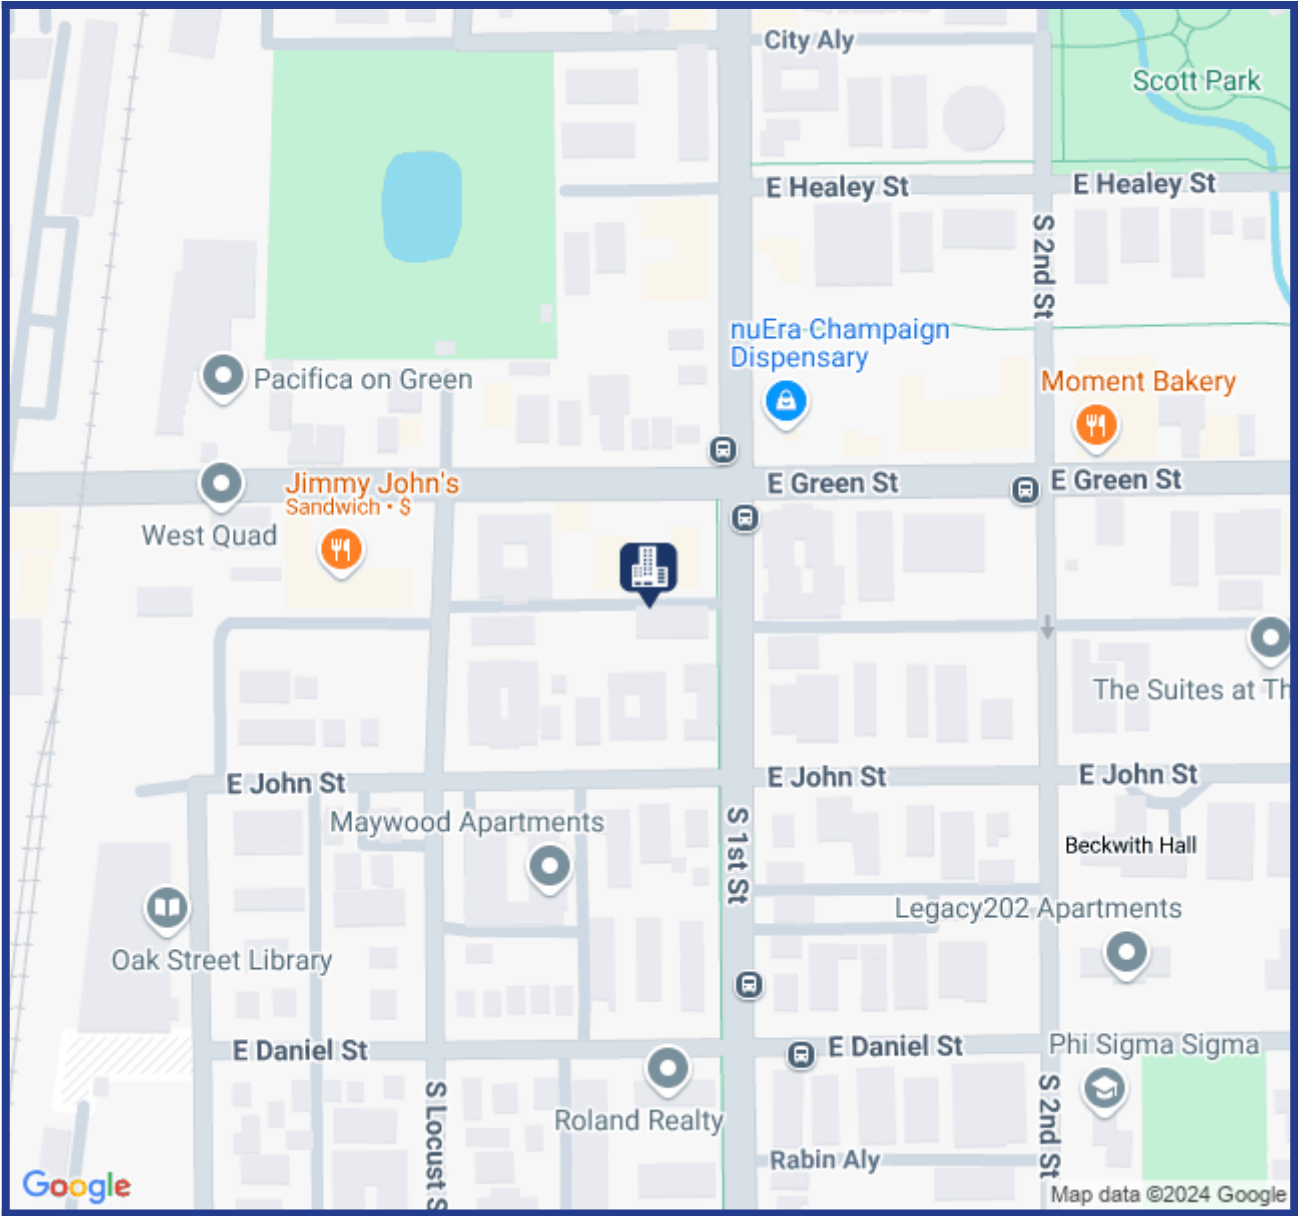 City Aly
Scott Park
E Healey St
E Healey St
S 2nd St
nuEra Champaign
Dispensary
Moment Bakery
Pacifica on Green
Jimmy John's
Sandwich • $
E Green St
E Green St
West Quad
The Suites at Th
E John St
E John St
E John St
Maywood Apartments
S 1st St
Beckwith Hall
Legacy202 Apartments
Oak Street Library
E Daniel St
E Daniel St
Phi Sigma Sigma
S Locust S
Roland Realty
S 2nd St
Rabin Aly
Google
Map data ©2024 Google